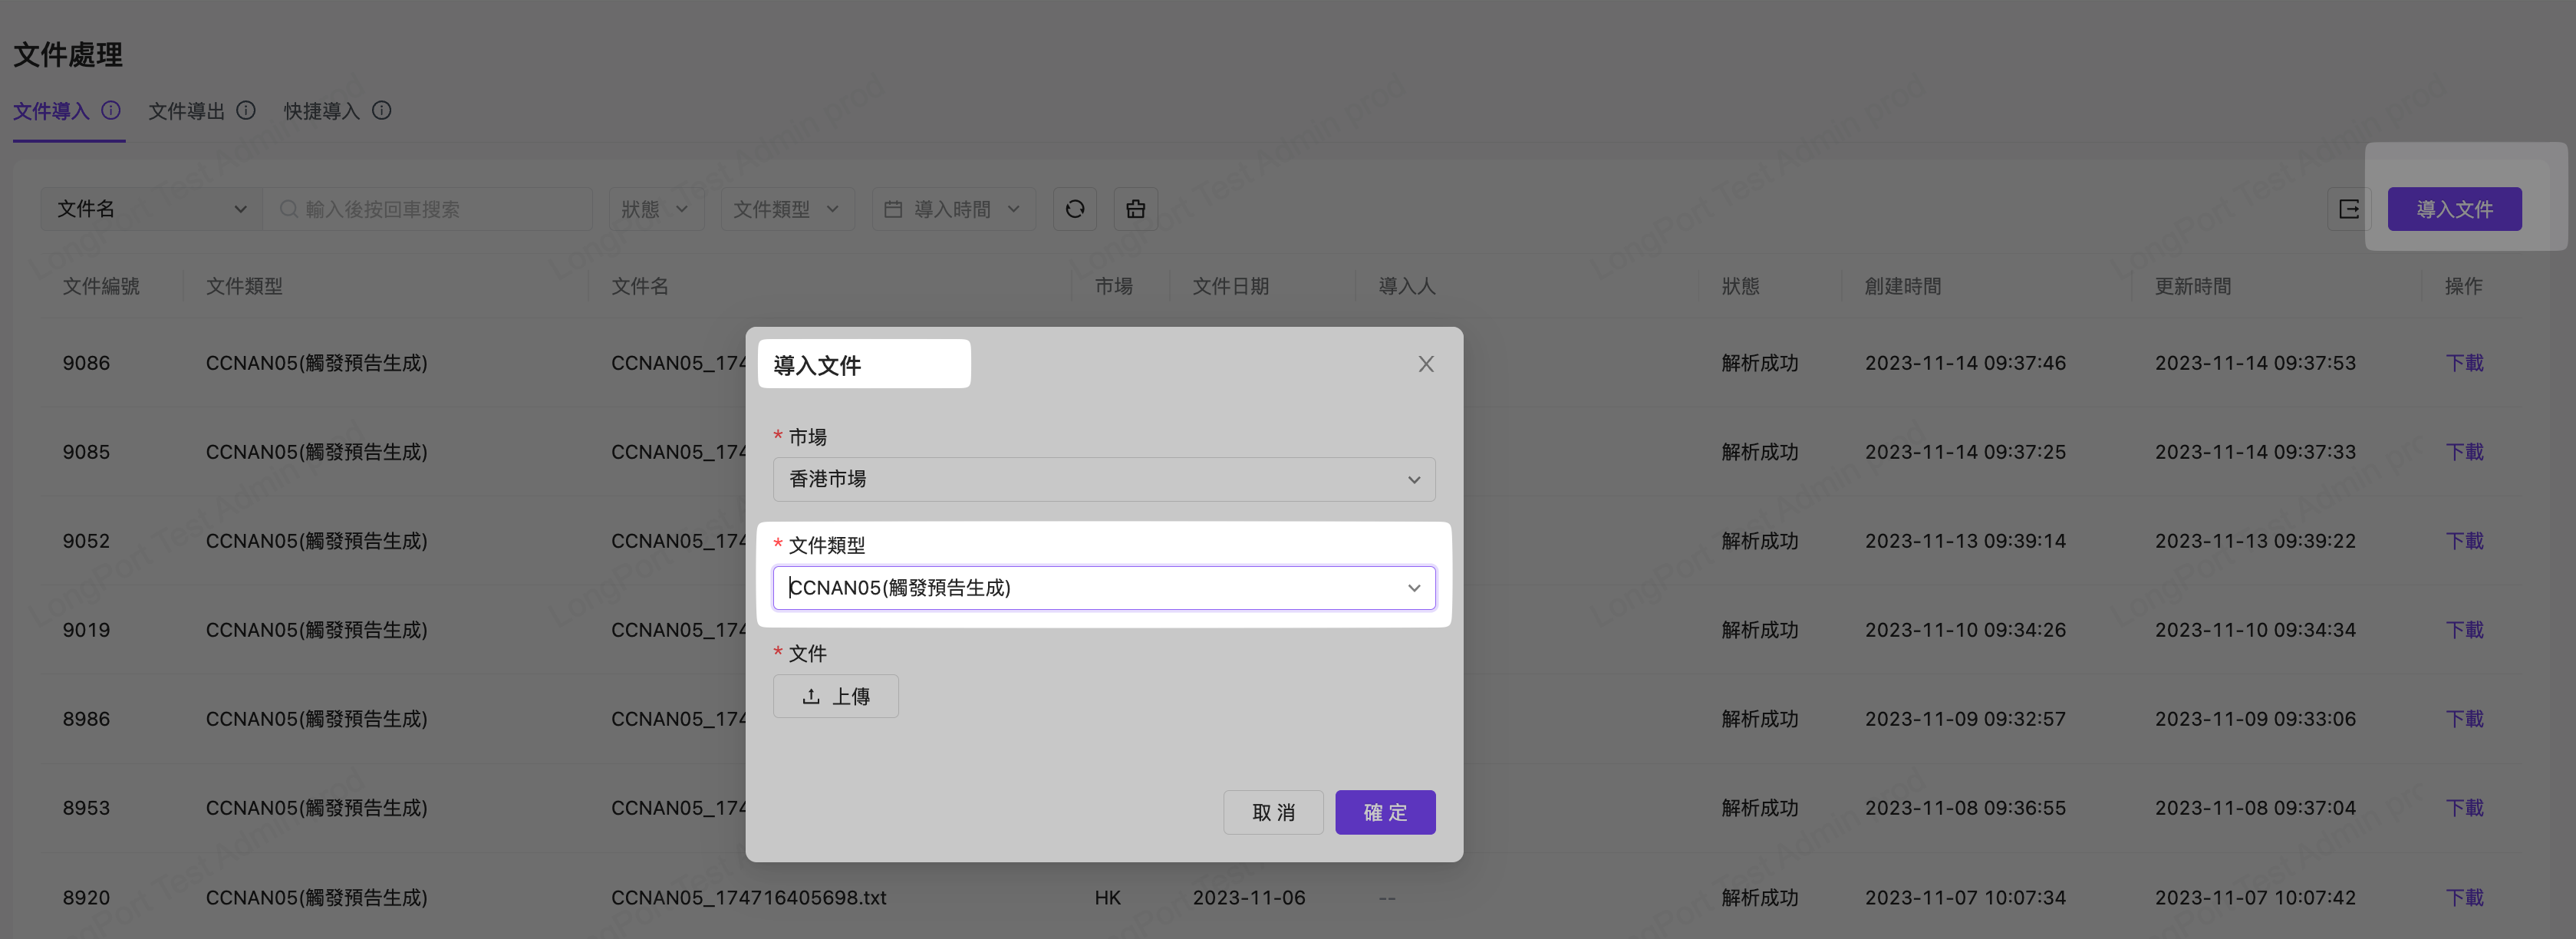 文件處理
文件導入 文件導出 快捷導入
文件名 輸入後按回車搜索 狀態 文件類型 導入時間 導入文件
文件編號 文件類型 文件名 市場 文件日期 導入人 狀態 創建時間 更新時間 操作
9086 CCNAN05(觸發預告生成) CCNAN05_174 解析成功 2023-11-14 09:37:46 2023-11-14 09:37:53 下載
9085 CCNAN05(觸發預告生成) CCNAN05_174 解析成功 2023-11-14 09:37:25 2023-11-14 09:37:33 下載
9052 CCNAN05(觸發預告生成) CCNAN05_174 解析成功 2023-11-13 09:39:14 2023-11-13 09:39:22 下載
9019 CCNAN05(觸發預告生成) CCNAN05_174 解析成功 2023-11-10 09:34:26 2023-11-10 09:34:34 下載
8986 CCNAN05(觸發預告生成) CCNAN05_174 解析成功 2023-11-09 09:32:57 2023-11-09 09:33:06 下載
8953 CCNAN05(觸發預告生成) CCNAN05_174 解析成功 2023-11-08 09:36:55 2023-11-08 09:37:04 下載
8920 CCNAN05(觸發預告生成) CCNAN05_174716405698.txt HK 2023-11-06 -- 解析成功 2023-11-07 10:07:34 2023-11-07 10:07:42 下載
導入文件
* 市場
香港市場
* 文件類型
CCNAN05(觸發預告生成)
* 文件
上傳
取消 確定
LongPort Test Admin prod